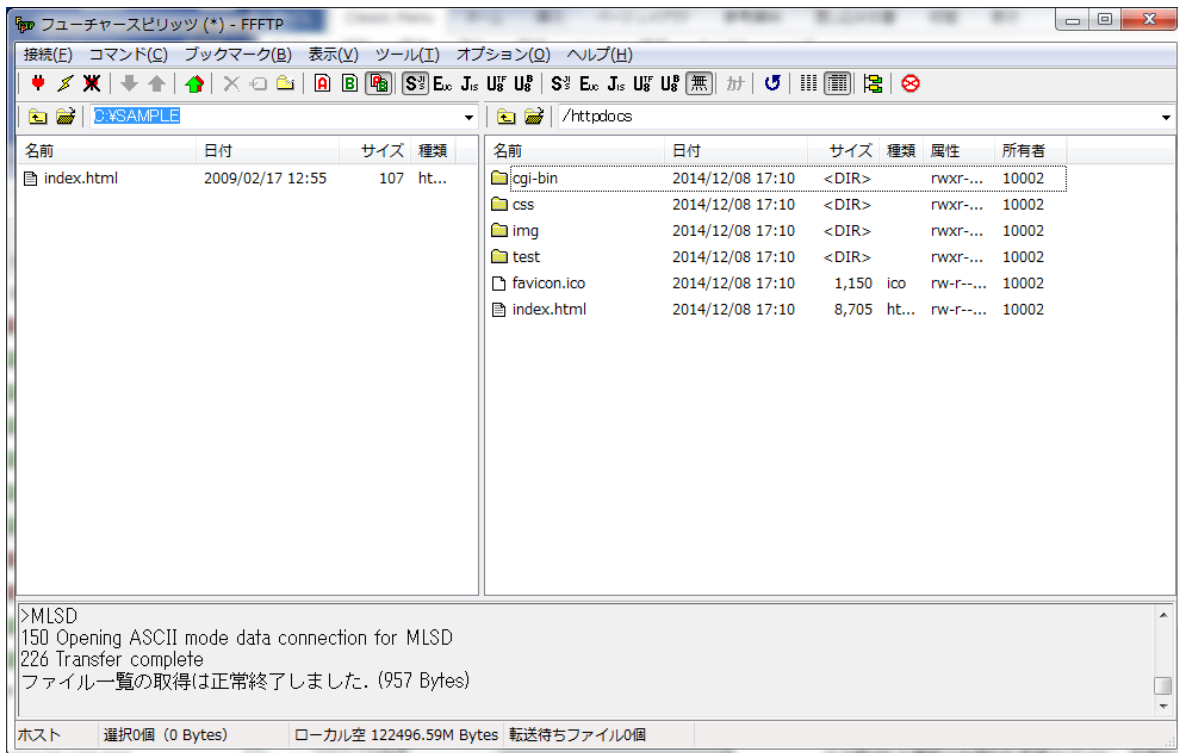 フューチャースピリッツ (*) - FFFTP
接続(F) コマンド(C) ブックマーク(B) 表示(V) ツール(T) オプション(O) ヘルプ(H)
C:¥SAMPLE
/httpdocs
名前 日付 サイズ 種類
index.html 2009/02/17 12:55 107 ht...
名前 日付 サイズ 種類 属性 所有者
cgi-bin 2014/12/08 17:10 <DIR> rwxr-... 10002
css 2014/12/08 17:10 <DIR> rwxr-... 10002
img 2014/12/08 17:10 <DIR> rwxr-... 10002
test 2014/12/08 17:10 <DIR> rwxr-... 10002
favicon.ico 2014/12/08 17:10 1,150 ico rw-r--... 10002
index.html 2014/12/08 17:10 8,705 ht... rw-r--... 10002
>MLSD
150 Opening ASCII mode data connection for MLSD
226 Transfer complete
ファイル一覧の取得は正常終了しました. (957 Bytes)
ホスト 選択0個 (0 Bytes) ローカル空 122496.59M Bytes 転送待ちファイル0個